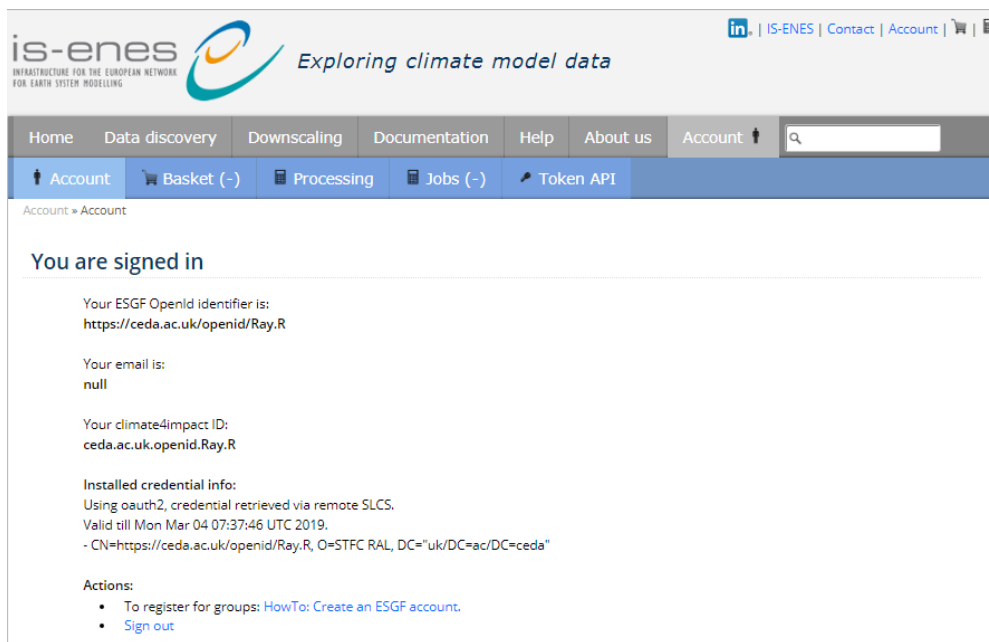 in. | IS-ENES | Contact | Account | |
is-enes
INFRASTRUCTURE FOR THE EUROPEAN NETWORK
FOR EARTH SYSTEM MODELLING
Exploring climate model data
Home Data discovery Downscaling Documentation Help About us Account
Account Basket (-) Processing Jobs (-) Token API
Account » Account
You are signed in
Your ESGF OpenId identifier is:
https://ceda.ac.uk/openid/Ray.R
Your email is:
null
Your climate4impact ID:
ceda.ac.uk.openid.Ray.R
Installed credential info:
Using oauth2, credential retrieved via remote SLCS.
Valid till Mon Mar 04 07:37:46 UTC 2019.
- CN=https://ceda.ac.uk/openid/Ray.R, O=STFC RAL, DC="uk/DC=ac/DC=ceda"
Actions:
• To register for groups: HowTo: Create an ESGF account.
• Sign out